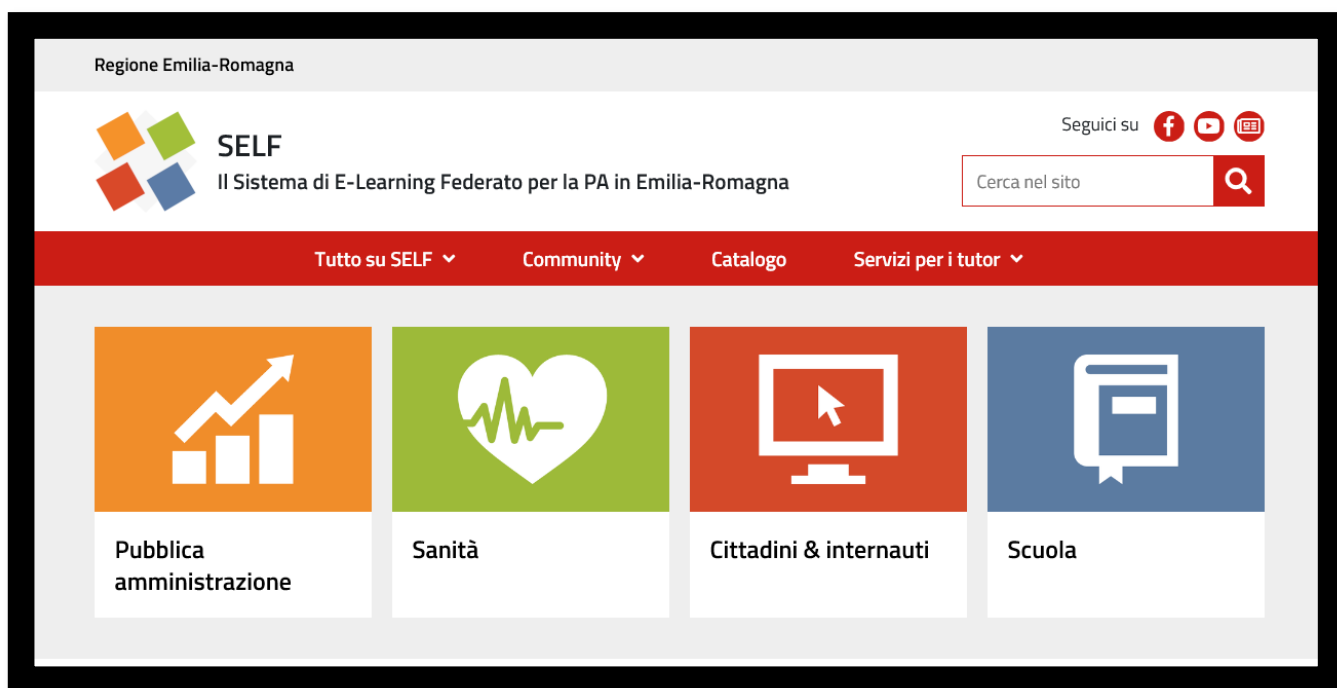 Regione Emilia-Romagna
Seguici su
SELF
Il Sistema di E-Learning Federato per la PA in Emilia-Romagna
Cerca nel sito
Tutto su SELF Community Catalogo Servizi per i tutor
Pubblica
amministrazione
Sanità
Cittadini & internauti
Scuola